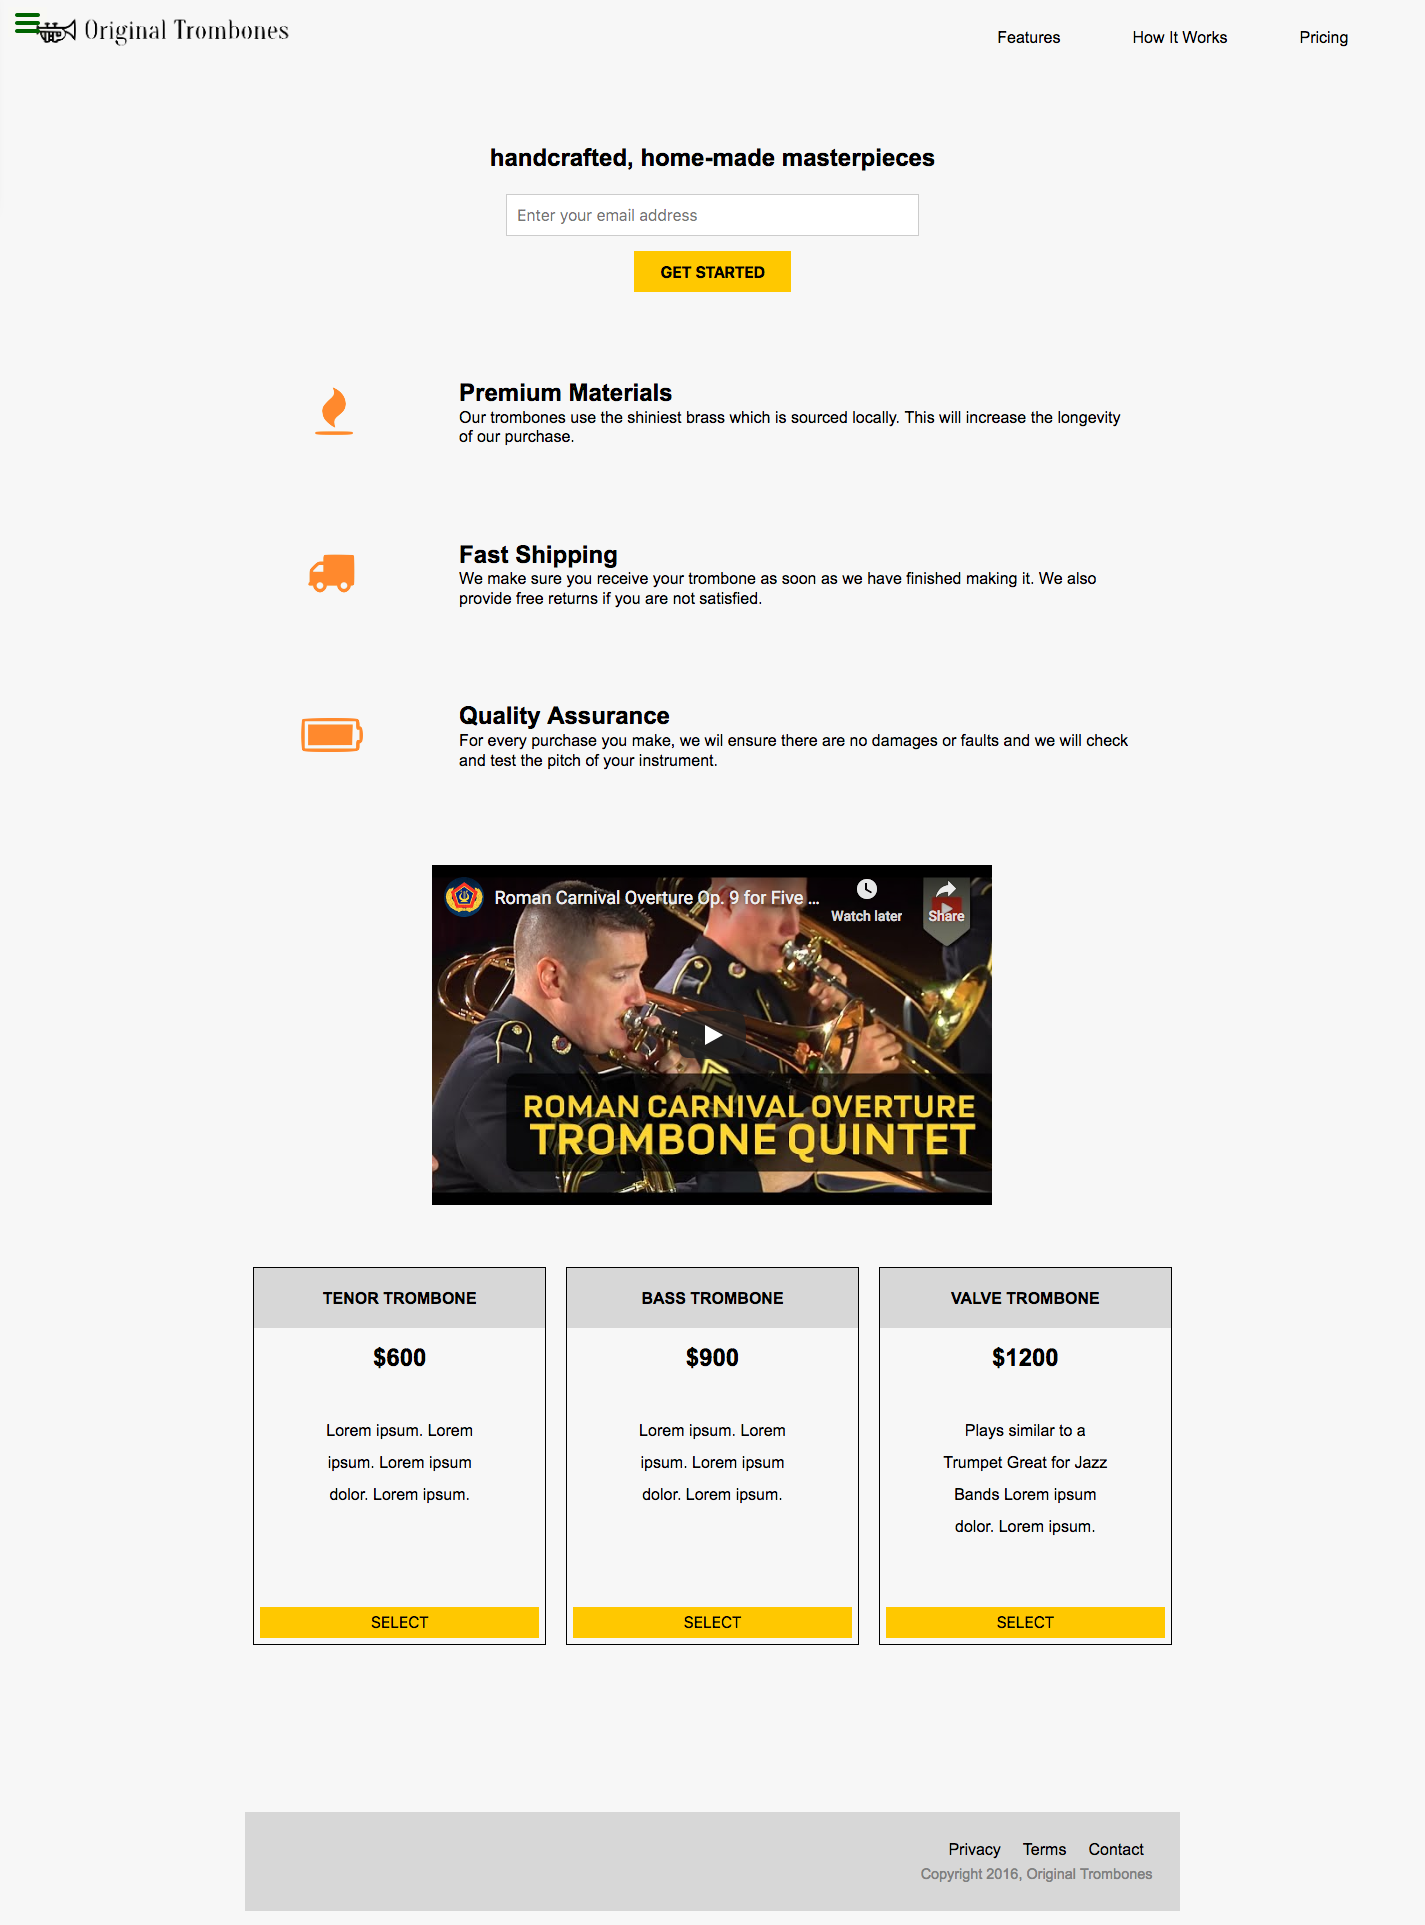 Original Trombones
Features
How It Works
Pricing
handcrafted, home-made masterpieces
Enter your email address
GET STARTED
Premium Materials
Our trombones use the shiniest brass which is sourced locally. This will increase the longevity
of our purchase.
Fast Shipping
We make sure you receive your trombone as soon as we have finished making it. We also
provide free returns if you are not satisfied.
Quality Assurance
For every purchase you make, we wil ensure there are no damages or faults and we will check
and test the pitch of your instrument.
Roman Carnival Overture Op. 9 for Five ...
Watch later
Share
ROMAN CARNIVAL OVERTURE
TROMBONE QUINTET
TENOR TROMBONE
$600
Lorem ipsum. Lorem
ipsum. Lorem ipsum
dolor. Lorem ipsum.
SELECT
BASS TROMBONE
$900
Lorem ipsum. Lorem
ipsum. Lorem ipsum
dolor. Lorem ipsum.
SELECT
VALVE TROMBONE
$1200
Plays similar to a
Trumpet Great for Jazz
Bands Lorem ipsum
dolor. Lorem ipsum.
SELECT
Privacy
Terms
Contact
Copyright 2016, Original Trombones